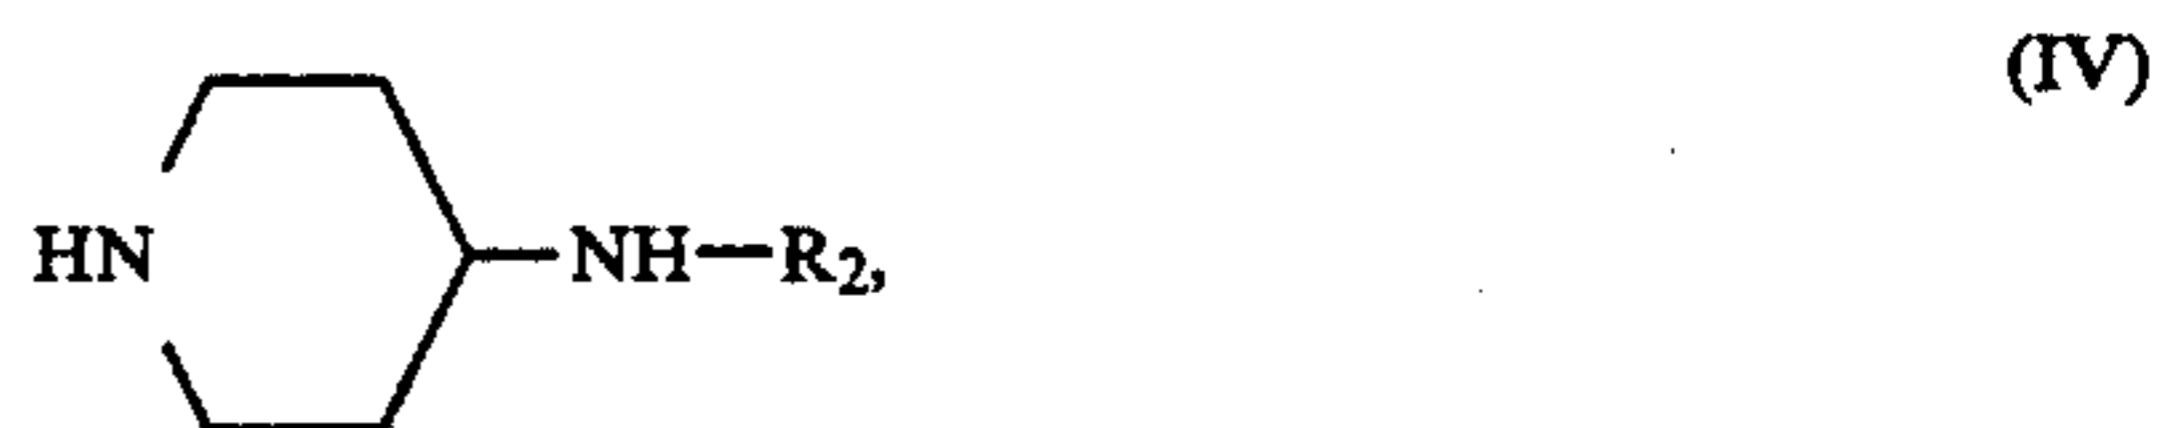 (IV)
HN NH—R₂,